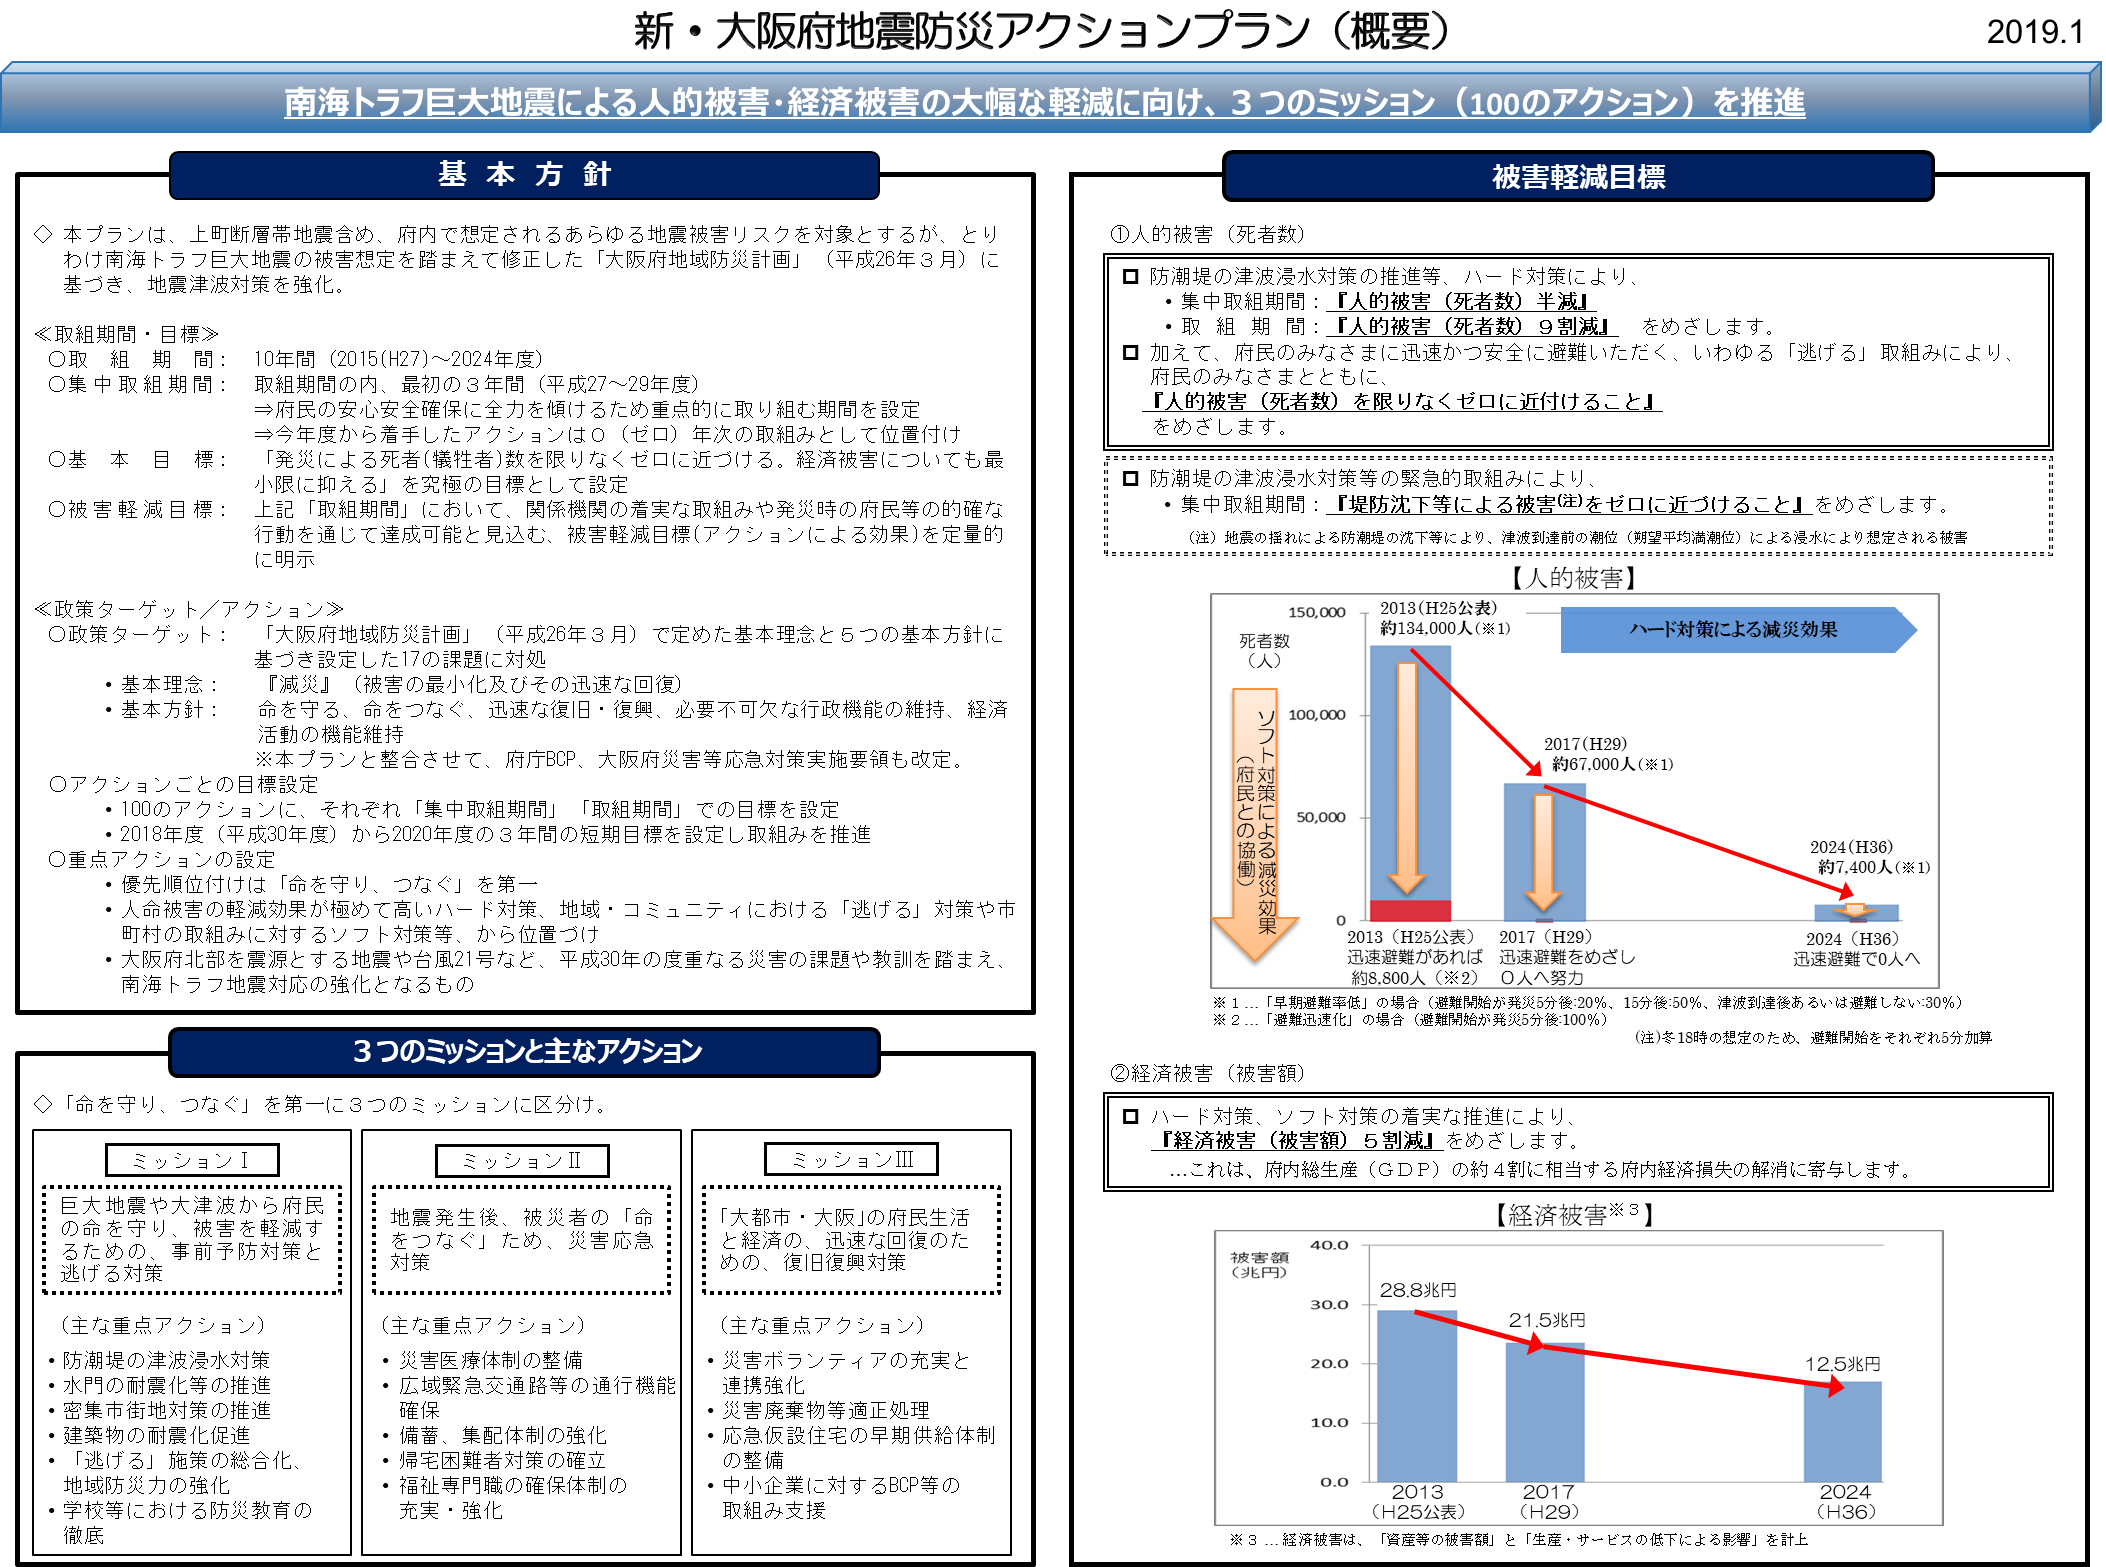 新・大阪府地震防災アクションプラン（概要）
2019.1
南海トラフ巨大地震による人的被害・経済被害の大幅な軽減に向け、３つのミッション（100のアクション）を推進
基本方針
◇ 本プランは、上町断層帯地震含め、府内で想定されるあらゆる地震被害リスクを対象とするが、とり
わけ南海トラフ巨大地震の被害想定を踏まえて修正した「大阪府地域防災計画」（平成26年３月）に
基づき、地震津波対策を強化。
≪取組期間・目標≫
〇取組期間： 10年間（2015(H27)～2024年度）
〇集中取組期間： 取組期間の内、最初の３年間（平成27～29年度）
⇒府民の安心安全確保に全力を傾けるため重点的に取り組む期間を設定
⇒今年度から着手したアクションは０（ゼロ）年次の取組みとして位置付け
〇基本目標： 「発災による死者(犠牲者)数を限りなくゼロに近づける。経済被害についても最
小限に抑える」を究極の目標として設定
〇被害軽減目標： 上記「取組期間」において、関係機関の着実な取組みや発災時の府民等の的確な
行動を通じて達成可能と見込む、被害軽減目標(アクションによる効果)を定量的
に明示
≪政策ターゲット／アクション≫
〇政策ターゲット： 「大阪府地域防災計画」（平成26年３月）で定めた基本理念と５つの基本方針に
基づき設定した17の課題に対処
・基本理念： 『減災』（被害の最小化及びその迅速な回復）
・基本方針： 命を守る、命をつなぐ、迅速な復旧・復興、必要不可欠な行政機能の維持、経済
活動の機能維持
※本プランと整合させて、府庁BCP、大阪府災害等応急対策実施要領も改定。
〇アクションごとの目標設定
・100のアクションに、それぞれ「集中取組期間」「取組期間」での目標を設定
・2018年度（平成30年度）から2020年度の３年間の短期目標を設定し取組みを推進
〇重点アクションの設定
・優先順位付けは「命を守り、つなぐ」を第一
・人命被害の軽減効果が極めて高いハード対策、地域・コミュニティにおける「逃げる」対策や市
町村の取組みに対するソフト対策等、から位置づけ
・大阪府北部を震源とする地震や台風21号など、平成30年の度重なる災害の課題や教訓を踏まえ、
南海トラフ地震対応の強化となるもの
３つのミッションと主なアクション
◇「命を守り、つなぐ」を第一に３つのミッションに区分け。
ミッションⅠ
巨大地震や大津波から府民
の命を守り、被害を軽減す
るための、事前予防対策と
逃げる対策
（主な重点アクション）
・防潮堤の津波浸水対策
・水門の耐震化等の推進
・密集市街地対策の推進
・建築物の耐震化促進
・「逃げる」施策の総合化、
地域防災力の強化
・学校等における防災教育の
徹底
ミッションⅡ
地震発生後、被災者の「命
をつなぐ」ため、災害応急
対策
（主な重点アクション）
・災害医療体制の整備
・広域緊急交通路等の通行機能
確保
・備蓄、集配体制の強化
・帰宅困難者対策の確立
・福祉専門職の確保体制の
充実・強化
ミッションⅢ
「大都市・大阪」の府民生活
と経済の、迅速な回復のた
めの、復旧復興対策
（主な重点アクション）
・災害ボランティアの充実と
連携強化
・災害廃棄物等適正処理
・応急仮設住宅の早期供給体制
の整備
・中小企業に対するBCP等の
取組み支援
被害軽減目標
①人的被害（死者数）
防潮堤の津波浸水対策の推進等、ハード対策により、
・集中取組期間：『人的被害（死者数）半減』
・取組期間：『人的被害（死者数）９割減』 をめざします。
加えて、府民のみなさまに迅速かつ安全に避難いただく、いわゆる「逃げる」取組みにより、
府民のみなさまとともに、
『人的被害（死者数）を限りなくゼロに近付けること』
をめざします。
防潮堤の津波浸水対策等の緊急的取組みにより、
・集中取組期間：『堤防沈下等による被害(注)をゼロに近づけること』をめざします。
（注）地震の揺れによる防潮堤の沈下等により、津波到達前の潮位（朔望平均満潮位）による浸水により想定される被害
【人的被害】
死者数
（人）
150,000
100,000
50,000
0
ソフト対策による減災効果
（府民との協働）
ハード対策による減災効果
2013(H25公表)
約134,000人(※1)
2017(H29)
約67,000人(※1)
2024(H36)
約7,400人(※1)
2013（H25公表）
迅速避難があれば
約8,800人（※2）
2017（H29）
迅速避難をめざし
０人へ努力
2024（H36）
迅速避難で0人へ
※１…「早期避難率低」の場合（避難開始が発災5分後:20%、15分後:50%、津波到達後あるいは避難しない:30%）
※２…「避難迅速化」の場合（避難開始が発災5分後:100%）
(注)冬18時の想定のため、避難開始をそれぞれ5分加算
②経済被害（被害額）
ハード対策、ソフト対策の着実な推進により、
『経済被害（被害額）５割減』をめざします。
…これは、府内総生産（ＧＤＰ）の約４割に相当する府内経済損失の解消に寄与します。
【経済被害※３】
被害額
（兆円）
40.0
30.0
20.0
10.0
0.0
28.8兆円
21.5兆円
12.5兆円
2013
（H25公表）
2017
（H29）
2024
（H36）
※３…経済被害は、「資産等の被害額」と「生産・サービスの低下による影響」を計上